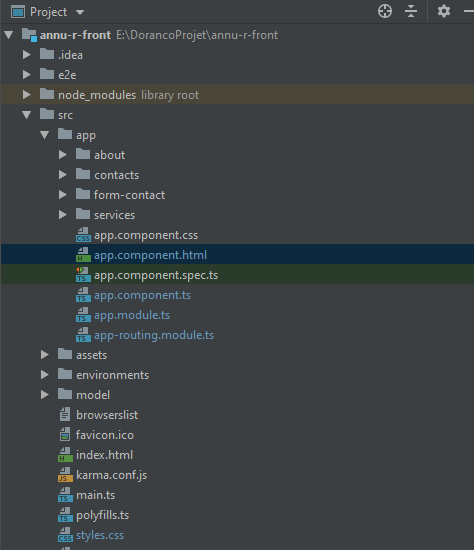 Project
annu-r-front E:\DorancoProjet\annu-r-front
.idea
e2e
node_modules library root
src
app
about
contacts
form-contact
services
app.component.css
app.component.html
app.component.spec.ts
app.component.ts
app.module.ts
app-routing.module.ts
assets
environments
model
browserslist
favicon.ico
index.html
karma.conf.js
main.ts
polyfills.ts
styles.css